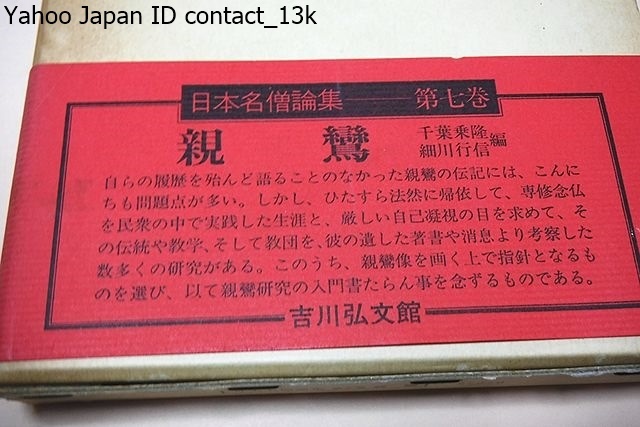 Yahoo Japan ID contact_13k
日本名僧論集──第七巻
親鸞 千葉乗隆 細川行信 編
自らの履歴を殆んど語ることのなかった親鸞の伝記には、こんに
ちも問題点が多い。しかし、ひたすら法然に帰依して、専修念仏
を民衆の中で実践した生涯と、厳しい自己凝視の目を求めて、そ
の伝統や教学、そして教団を、彼の遺した著書や消息より考察した
数多くの研究がある。このうち、親鸞像を画く上で指針となるも
のを選び、以て親鸞研究の入門書たらん事を念ずるものである。
吉川弘文館